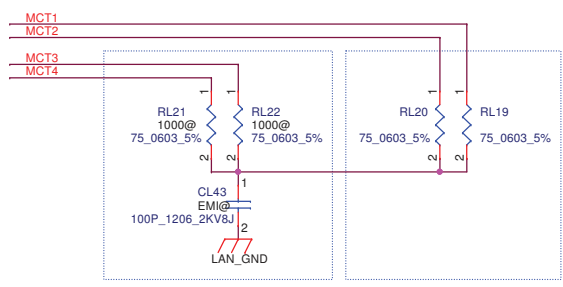 MCT1
MCT2
MCT3
MCT4
1 1 1 1
RL21 RL22 RL20 RL19
1000@ 1000@
75_0603_5% 75_0603_5% 75_0603_5% 75_0603_5%
2 2 2 2
1
CL43
EMI@
100P_1206_2KV8J
2
LAN_GND